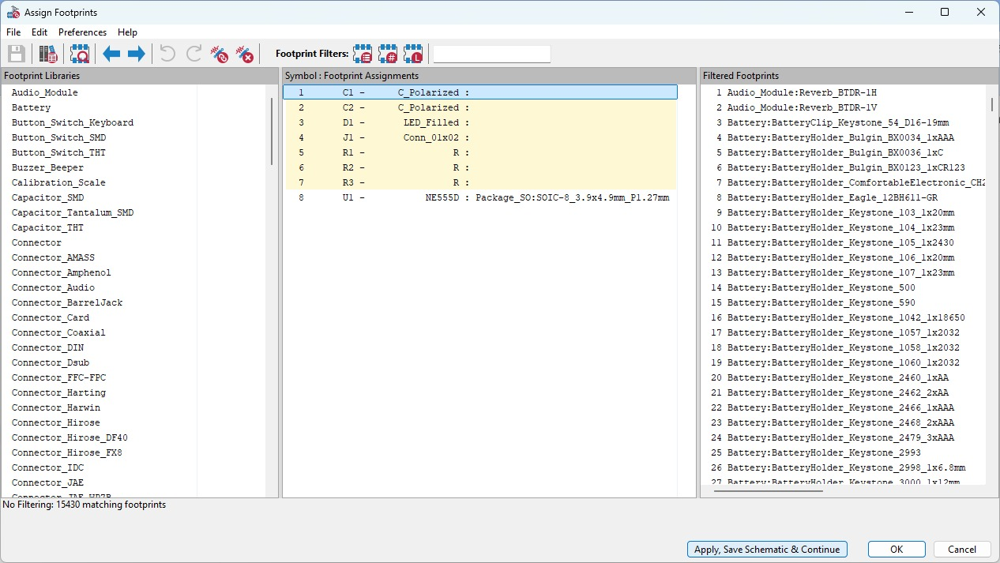 Assign Footprints
File Edit Preferences Help
Footprint Filters:
L
Footprint Libraries
Audio_Module
Battery
Button_Switch_Keyboard
Button_Switch_SMD
Button_Switch_THT
Buzzer_Beeper
Calibration_Scale
Capacitor_SMD
Capacitor_Tantalum_SMD
Capacitor_THT
Connector
Connector_AMASS
Connector_Amphenol
Connector_Audio
Connector_BarrelJack
Connector_Card
Connector_Coaxial
Connector_DIN
Connector_Dsub
Connector_FFC-FPC
Connector_Harting
Connector_Harwin
Connector_Hirose
Connector_Hirose_DF40
Connector_Hirose_FX8
Connector_IDC
Connector_JAE
Symbol : Footprint Assignments
1 C1 - C_Polarized :
2 C2 - C_Polarized :
3 D1 - LED_Filled :
4 J1 - Conn_01x02 :
5 R1 - R :
6 R2 - R :
7 R3 - R :
8 U1 - NE555D : Package_SO:SOIC-8_3.9x4.9mm_P1.27mm
Filtered Footprints
1 Audio_Module:Reverb_BTDR-1H
2 Audio_Module:Reverb_BTDR-1V
3 Battery:BatteryClip_Keystone_54_D16-19mm
4 Battery:BatteryHolder_Bulgin_BX0034_1xAAA
5 Battery:BatteryHolder_Bulgin_BX0036_1xC
6 Battery:BatteryHolder_Bulgin_BX0123_1xCR123
7 Battery:BatteryHolder_ComfortableElectronic_CH2
8 Battery:BatteryHolder_Eagle_12BH611-GR
9 Battery:BatteryHolder_Keystone_103_1x20mm
10 Battery:BatteryHolder_Keystone_104_1x23mm
11 Battery:BatteryHolder_Keystone_105_1x2430
12 Battery:BatteryHolder_Keystone_106_1x20mm
13 Battery:BatteryHolder_Keystone_107_1x23mm
14 Battery:BatteryHolder_Keystone_500
15 Battery:BatteryHolder_Keystone_590
16 Battery:BatteryHolder_Keystone_1042_1x18650
17 Battery:BatteryHolder_Keystone_1057_1x2032
18 Battery:BatteryHolder_Keystone_1058_1x2032
19 Battery:BatteryHolder_Keystone_1060_1x2032
20 Battery:BatteryHolder_Keystone_2460_1xAA
21 Battery:BatteryHolder_Keystone_2462_2xAA
22 Battery:BatteryHolder_Keystone_2466_1xAAA
23 Battery:BatteryHolder_Keystone_2468_2xAAA
24 Battery:BatteryHolder_Keystone_2479_3xAAA
25 Battery:BatteryHolder_Keystone_2993
26 Battery:BatteryHolder_Keystone_2998_1x6.8mm
27 Battery:BatteryHolder_Keystone_3000_1x12mm
No Filtering: 15430 matching footprints
Apply, Save Schematic & Continue OK Cancel